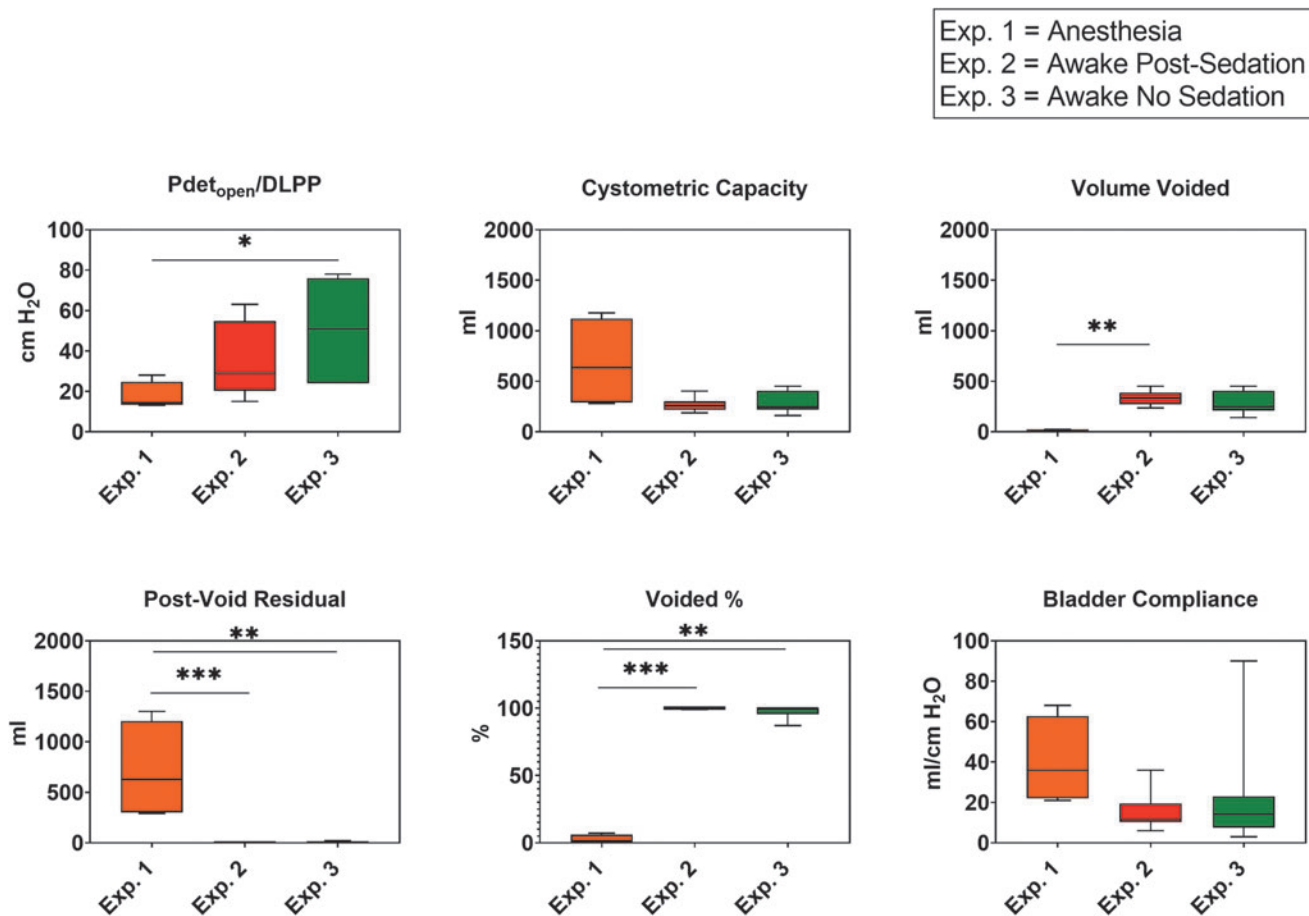 Exp. 1 = Anesthesia
Exp. 2 = Awake Post-Sedation
Exp. 3 = Awake No Sedation
Pdetopen/DLPP
cm H2O
100
80
60
40
20
0
*
Exp. 1
Exp. 2
Exp. 3
Cystometric Capacity
ml
2000
1500
1000
500
0
Exp. 1
Exp. 2
Exp. 3
Volume Voided
ml
2000
1500
1000
500
0
**
Exp. 1
Exp. 2
Exp. 3
Post-Void Residual
ml
2000
1500
1000
500
0
**
***
Exp. 1
Exp. 2
Exp. 3
Voided %
%
150
100
50
0
**
***
Exp. 1
Exp. 2
Exp. 3
Bladder Compliance
ml/cm H2O
100
80
60
40
20
0
Exp. 1
Exp. 2
Exp. 3